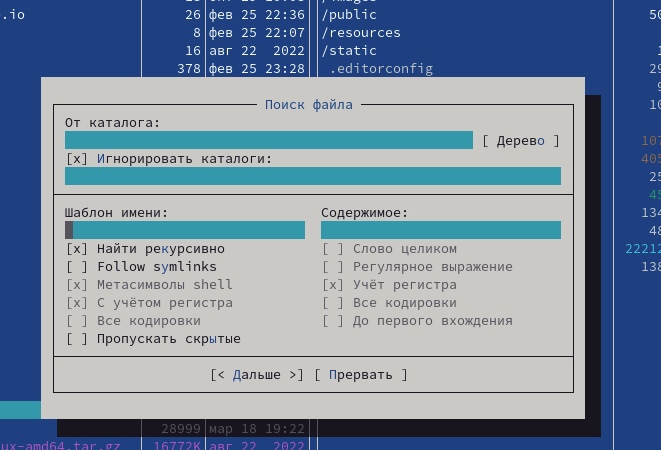 .io
26 фев 25 22:36 /public 50
8 фев 25 22:07 /resources
16 авг 22 2022 /static 1
378 фев 25 23:28 .editorconfig 29
9
Поиск файла 10
От каталога:
[ Дерево ] 107
[x] Игнорировать каталоги: 405
25
45
Шаблон имени: Содержимое: 134
48
[x] Найти рекурсивно [ ] Слово целиком 22212
[ ] Follow symlinks [ ] Регулярное выражение 138
[x] Метасимволы shell [x] Учёт регистра
[x] С учётом регистра [ ] Все кодировки
[ ] Все кодировки [ ] До первого вхождения
[ ] Пропускать скрытые
[< Дальше >] [ Прервать ]
28999 мар 18 19:22
ux-amd64.tar.gz 16772K авг 22 2022